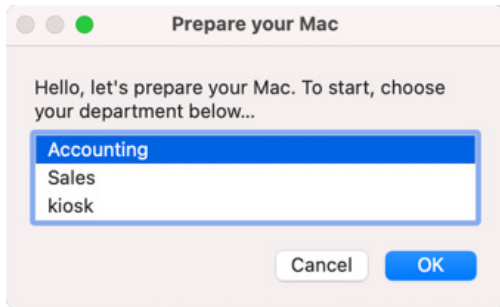 Prepare your Mac
Hello, let's prepare your Mac. To start, choose
your department below...
Accounting
Sales
kiosk
Cancel OK